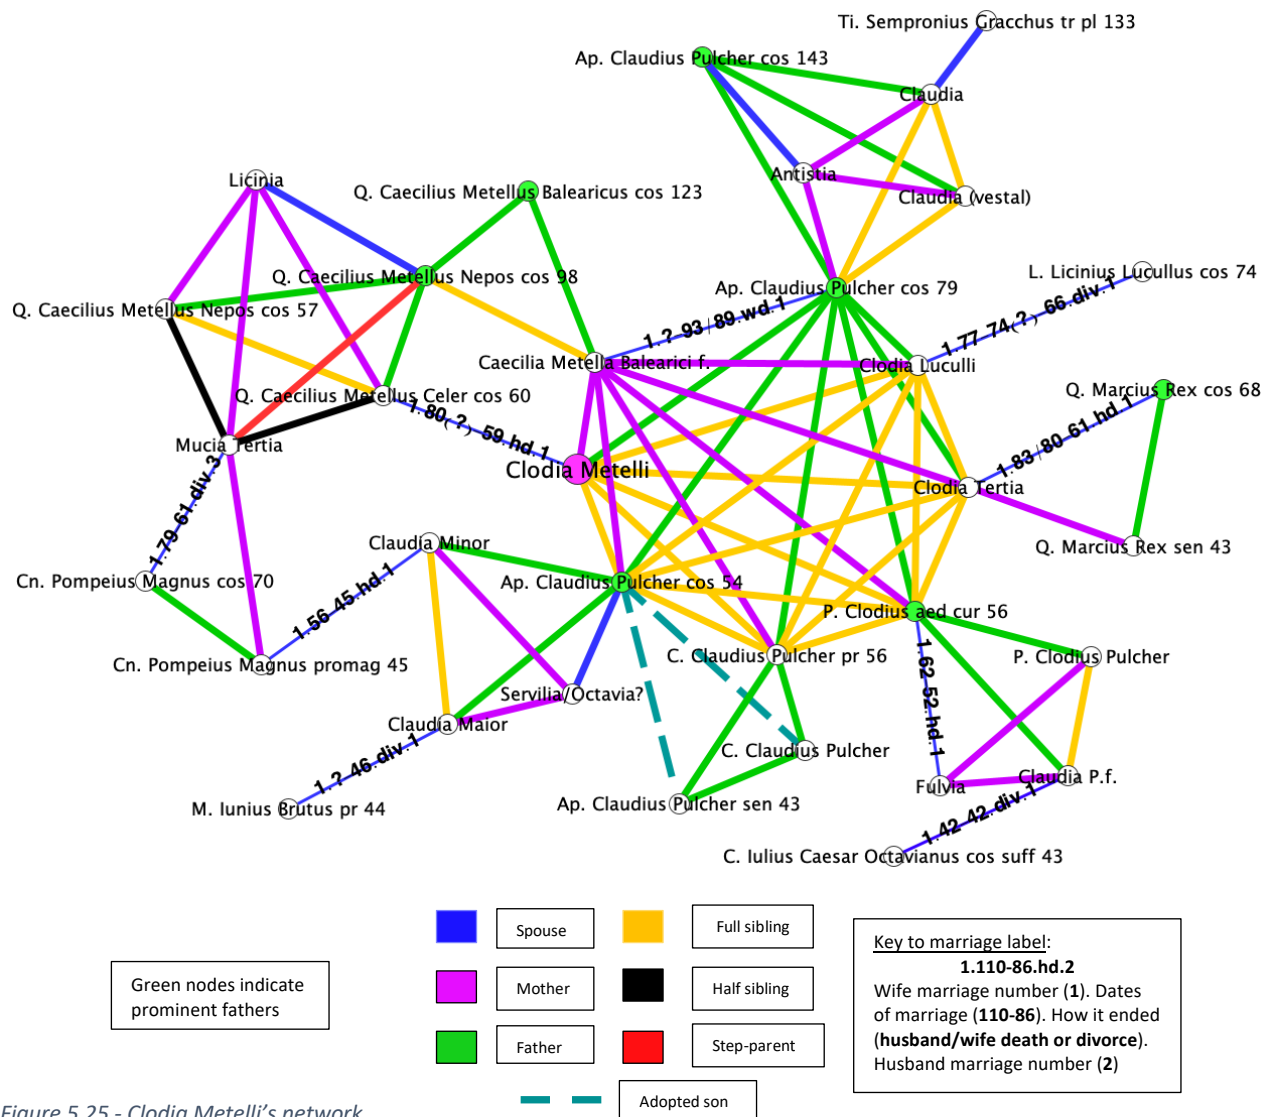 Ti. Sempronius Gracchus tr pl 133
Ap. Claudius Pulcher cos 143
Claudia
Antistia
Licinia
Q. Caecilius Metellus Balearicus cos 123
Claudia (vestal)
Q. Caecilius Metellus Nepos cos 98
L. Licinius Lucullus cos 74
Ap. Claudius Pulcher cos 79
1.77-74(?)-66.div.1
Q. Caecilius Metellus Nepos cos 57
1.?-93/89.wd.1
Caecilia Metella Balearici f.
Clodia Luculli
Q. Marcius Rex cos 68
Q. Caecilius Metellus Celer cos 60
1.80(?)-59.hd.1
1.83/80-61.hd.1
Mucia Tertia
Clodia Metelli
Clodia Tertia
1.79-61.div.3
Claudia Minor
Q. Marcius Rex sen 43
Cn. Pompeius Magnus cos 70
Ap. Claudius Pulcher cos 54
1.56-45.hd.1
P. Clodius aed cur 56
Cn. Pompeius Magnus promag 45
C. Claudius Pulcher pr 56
P. Clodius Pulcher
1.62-52.hd.1
Servilia/Octavia?
Claudia Maior
C. Claudius Pulcher
1.?-46.div.1
Claudia P.f.
Fulvia
M. Iunius Brutus pr 44
Ap. Claudius Pulcher sen 43
1.42-42.div.1
C. Iulius Caesar Octavianus cos suff 43
Spouse
Full sibling
Mother
Half sibling
Father
Step-parent
Adopted son
Green nodes indicate
prominent fathers
Key to marriage label:
1.110-86.hd.2
Wife marriage number (1). Dates
of marriage (110-86). How it ended
(husband/wife death or divorce).
Husband marriage number (2)
Figure 5.25 - Clodia Metelli's network